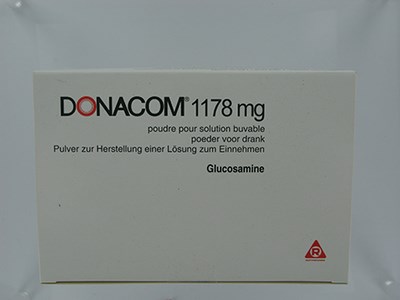 DONACOM® 1178 mg
poudre pour solution buvable
poeder voor drank
Pulver zur Herstellung einer Lösung zum Einnehmen
Glucosamine
R